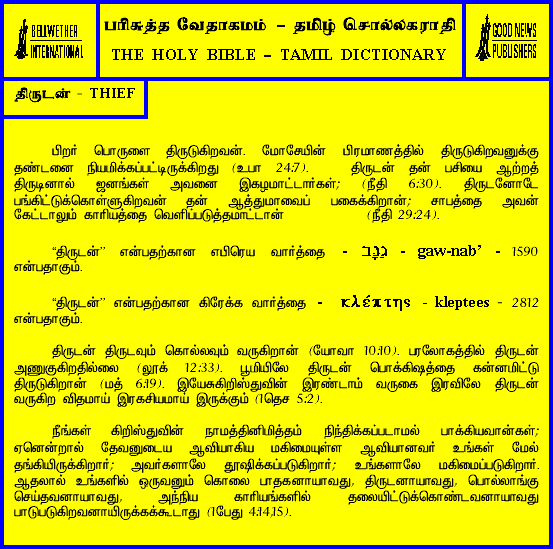 BELLWETHER
INTERNATIONAL
பரிசுத்த வேதாகமம் - தமிழ் சொல்லகராதி
THE HOLY BIBLE - TAMIL DICTIONARY
GOOD NEWS
PUBLISHERS
திருடன் - THIEF
பிறர் பொருளை திருடுகிறவன். மோசேயின் பிரமாணத்தில் திருடுகிறவனுக்கு
தண்டனை நியமிக்கப்பட்டிருக்கிறது (உபா 24:7). திருடன் தன் பசியை ஆற்றத்
திருடினால் ஜனங்கள் அவனை இகழமாட்டார்கள்; (நீதி 6:30). திருடனோடே
பங்கிட்டுக்கொள்ளுகிறவன் தன் ஆத்துமாவைப் பகைக்கிறான்; சாபத்தை அவன்
கேட்டாலும் காரியத்தை வெளிப்படுத்தமாட்டான் (நீதி 29:24).
“திருடன்” என்பதற்கான எபிரெய வார்த்தை - גַּנָּב - gaw-nab’ - 1590
என்பதாகும்.
“திருடன்” என்பதற்கான கிரேக்க வார்த்தை - κλέπτης - kleptees - 2812
என்பதாகும்.
திருடன் திருடவும் கொல்லவும் வருகிறான் (யோவா 10:10). பரலோகத்தில் திருடன்
அணுகுகிறதில்லை (லூக் 12:33). பூமியிலே திருடன் பொக்கிஷத்தை கன்னமிட்டு
திருடுகிறான் (மத் 6:19). இயேசுகிறிஸ்துவின் இரண்டாம் வருகை இரவிலே திருடன்
வருகிற விதமாய் இரகசியமாய் இருக்கும் (1தெச 5:2).
நீங்கள் கிறிஸ்துவின் நாமத்தினிமித்தம் நிந்திக்கப்படாமல் பாக்கியவான்கள்;
ஏனென்றால் தேவனுடைய ஆவியாகிய மகிமையுள்ள ஆவியானவர் உங்கள் மேல்
தங்கியிருக்கிறார்; அவர்களாலே தூஷிக்கப்படுகிறார்; உங்களாலே மகிமைப்படுகிறார்.
ஆதலால் உங்களில் ஒருவனும் கொலை பாதகனாயாவது, திருடனாயாவது, பொல்லாங்கு
செய்தவனாயாவது, அந்நிய காரியங்களில் தலையிட்டுக்கொண்டவனாயாவது
பாடுபடுகிறவனாயிருக்கக்கூடாது (1பேது 4:14,15).